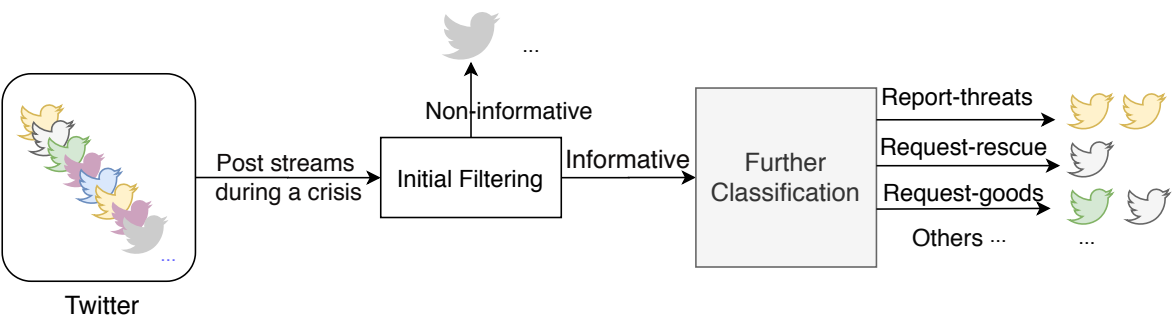 ...
Non-informative
Report-threats
Post streams
during a crisis
Initial Filtering
Informative
Further
Classification
Request-rescue
Request-goods
Others ...
...
...
Twitter